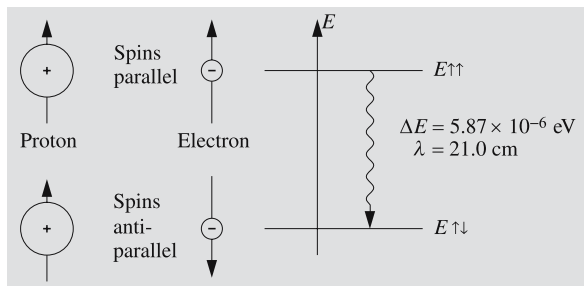 E
Spins
parallel
+
−
E↑↑
Proton
Electron
ΔE = 5.87 × 10⁻⁶ eV
λ = 21.0 cm
Spins
anti-
parallel
+
−
E↑↓